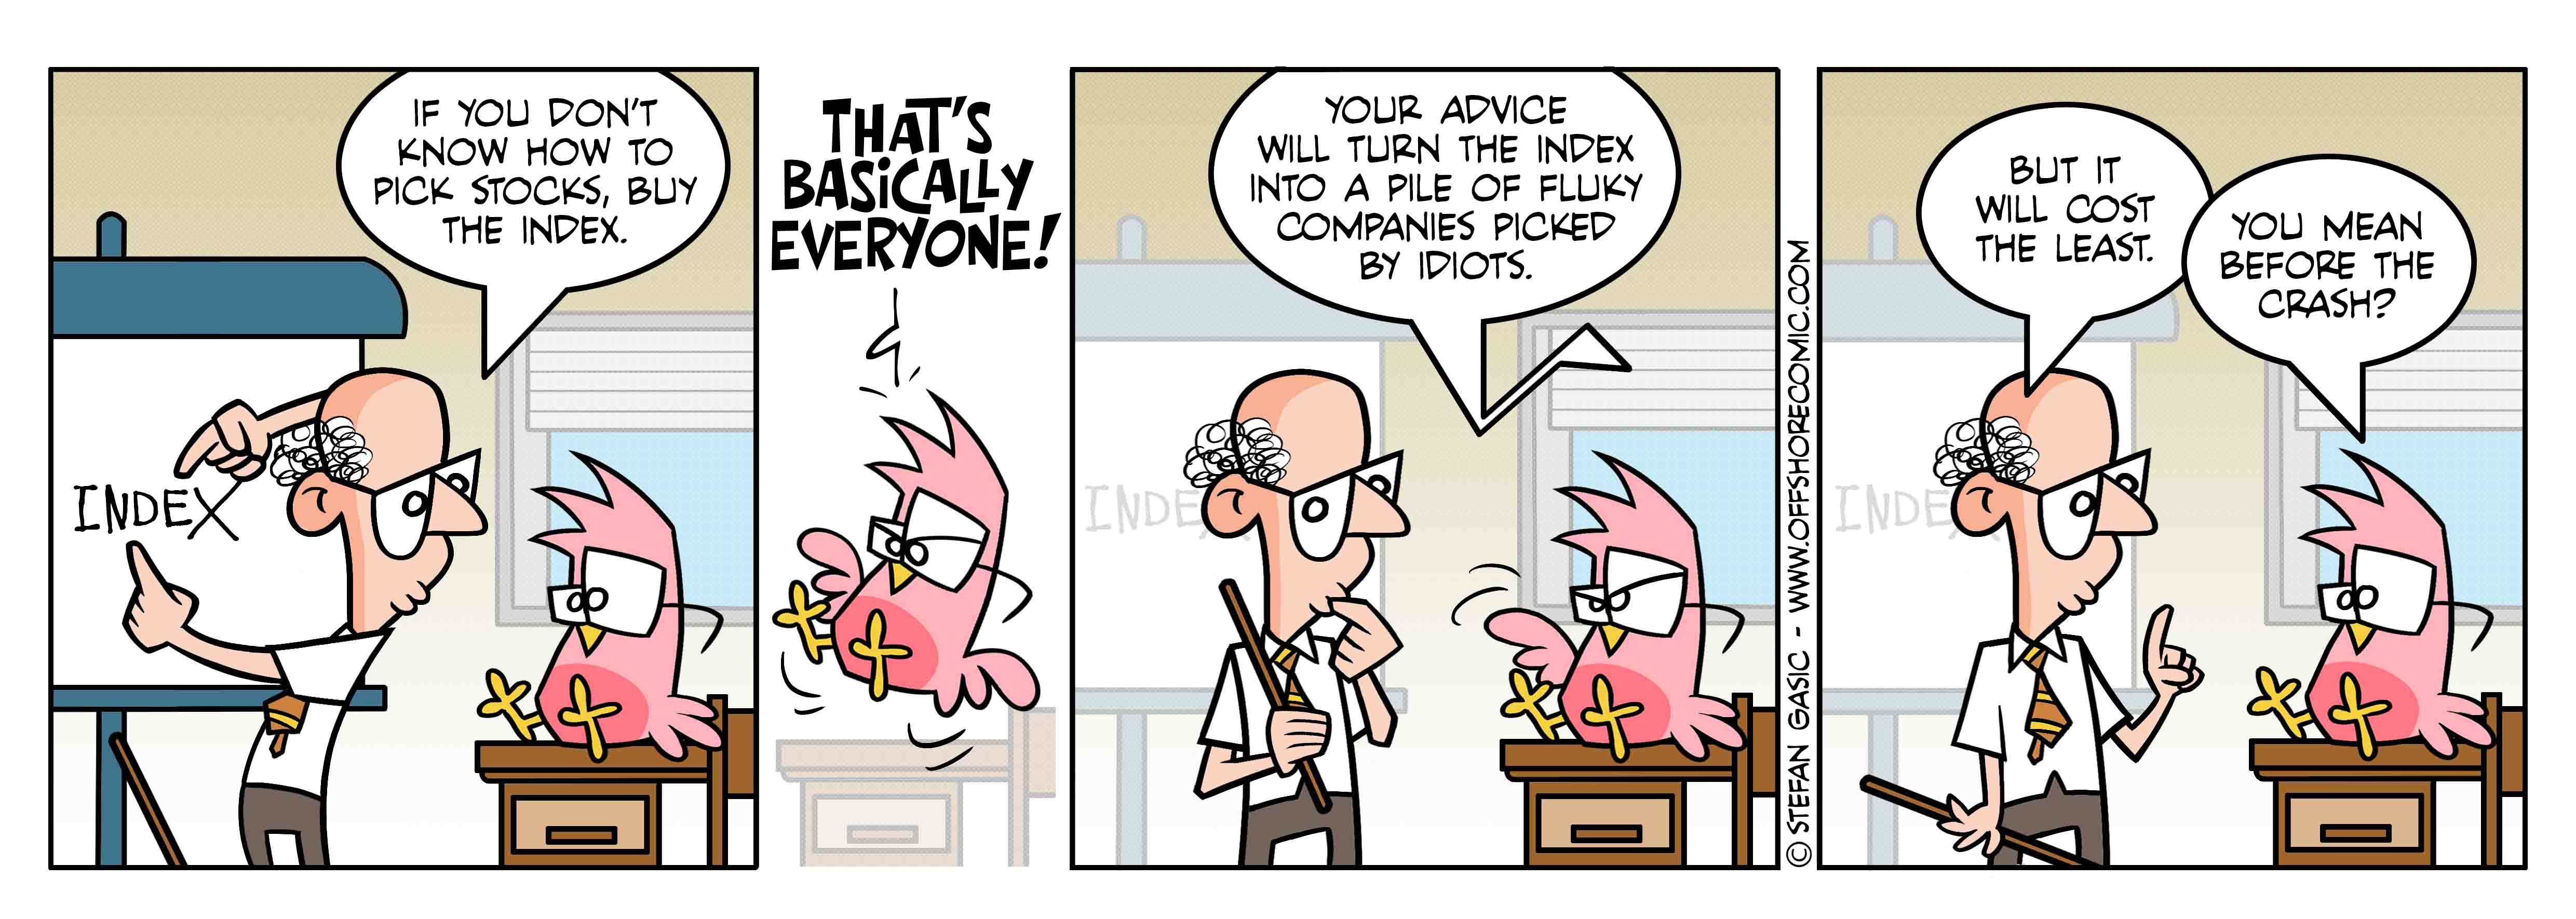 IF YOU DON'T
KNOW HOW TO
PICK STOCKS, BUY
THE INDEX.
INDEX
THAT'S
BASiCALLY
EVERYONE!
YOUR ADVICE
WILL TURN THE INDEX
INTO A PILE OF FLUKY
COMPANIES PICKED
BY IDIOTS.
INDEX
© STEFAN GASIC - WWW.OFFSHORECOMIC.COM
BUT IT
WILL COST
THE LEAST.
YOU MEAN
BEFORE THE
CRASH?
INDEX